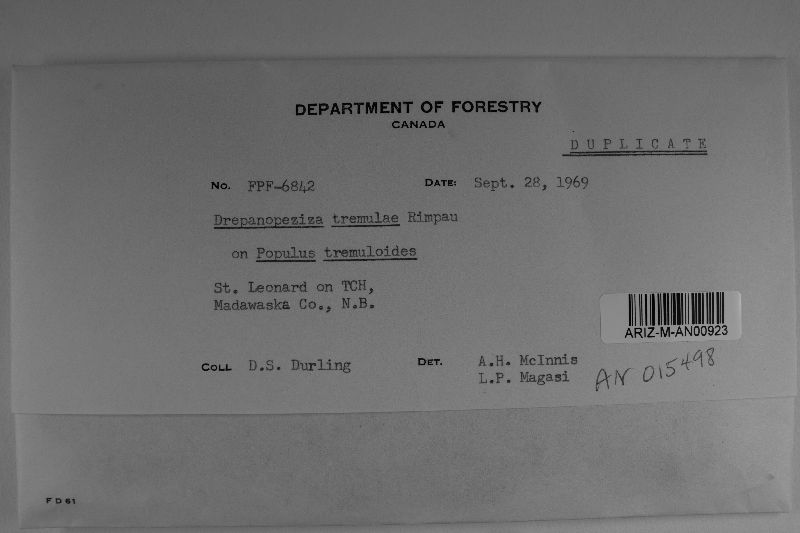 DEPARTMENT OF FORESTRY
CANADA
DUPLICATE
No. FPF-6842 DATE: Sept. 28, 1969
Drepanopeziza tremulae Rimpau
on Populus tremuloides
St. Leonard on TCH,
Madawaska Co., N.B.
ARIZ-M-AN00923
COLL. D.S. Durling DET. A.H. McInnis
L.P. Magasi
AN 015498
F D 61